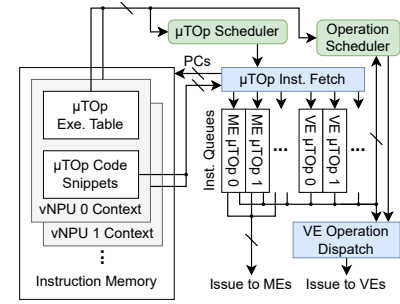 μTOp Scheduler
Operation
Scheduler
PCs
μTOp Inst. Fetch
μTOp
Exe. Table
μTOp Code
Snippets
vNPU 0 Context
vNPU 1 Context
⋮
Instruction Memory
Inst. Queues
ME μTOp 0
ME μTOp 1
...
VE μTOp 0
VE μTOp 1
...
VE Operation
Dispatch
Issue to MEs
Issue to VEs